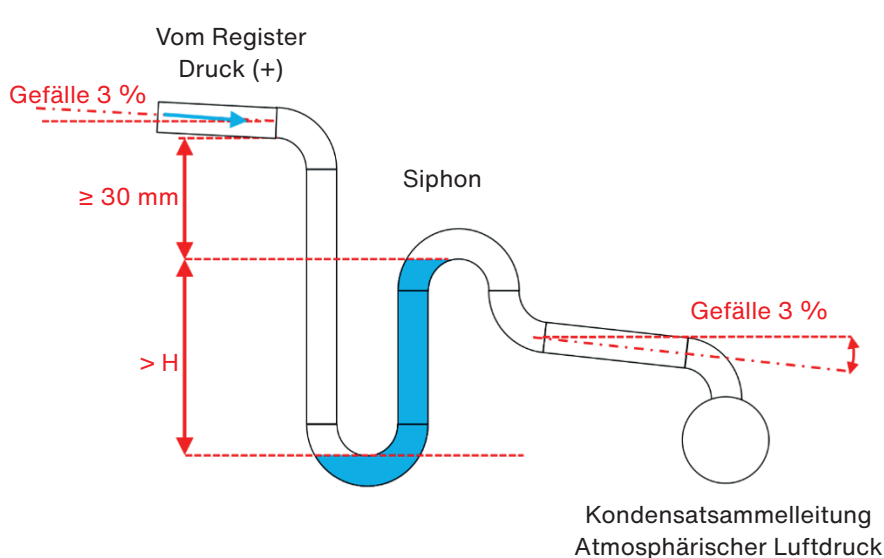 Vom Register
Druck (+)
Gefälle 3 %
≥ 30 mm
Siphon
Gefälle 3 %
> H
Kondensatsammelleitung
Atmosphärischer Luftdruck